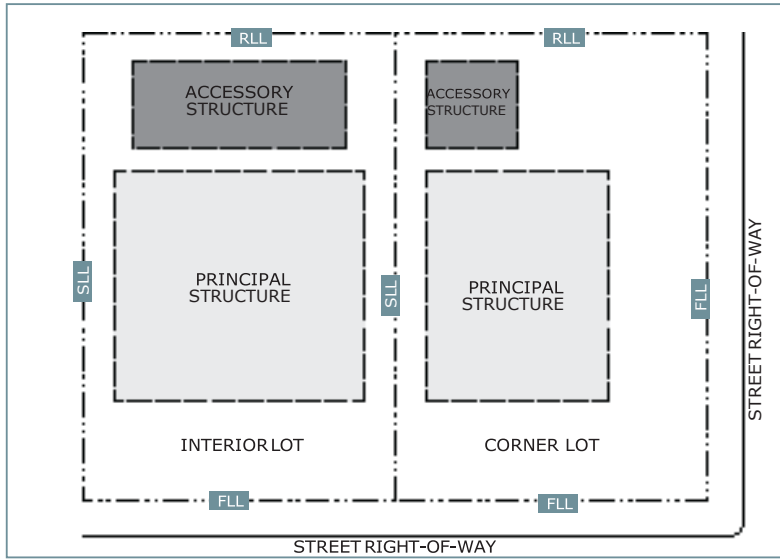 RLL
RLL
ACCESSORY
STRUCTURE
ACCESSORY
STRUCTURE
SLL
PRINCIPAL
STRUCTURE
SLL
PRINCIPAL
STRUCTURE
FLL
STREET RIGHT-OF-WAY
INTERIOR LOT
CORNER LOT
FLL
FLL
STREET RIGHT-OF-WAY